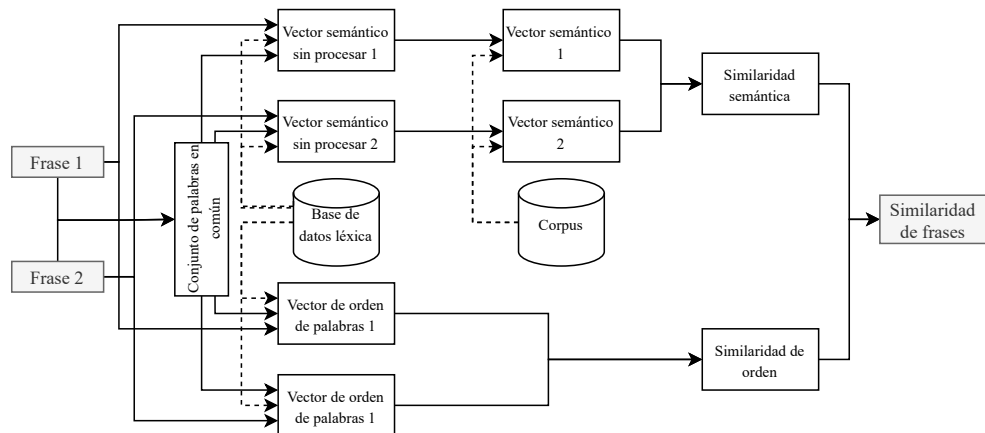 Frase 1
Frase 2
Conjunto de palabras en
común
Vector semántico
sin procesar 1
Vector semántico
sin procesar 2
Base de
datos léxica
Vector de orden
de palabras 1
Vector de orden
de palabras 1
Vector semántico
1
Vector semántico
2
Corpus
Similaridad
semántica
Similaridad de
orden
Similaridad
de frases